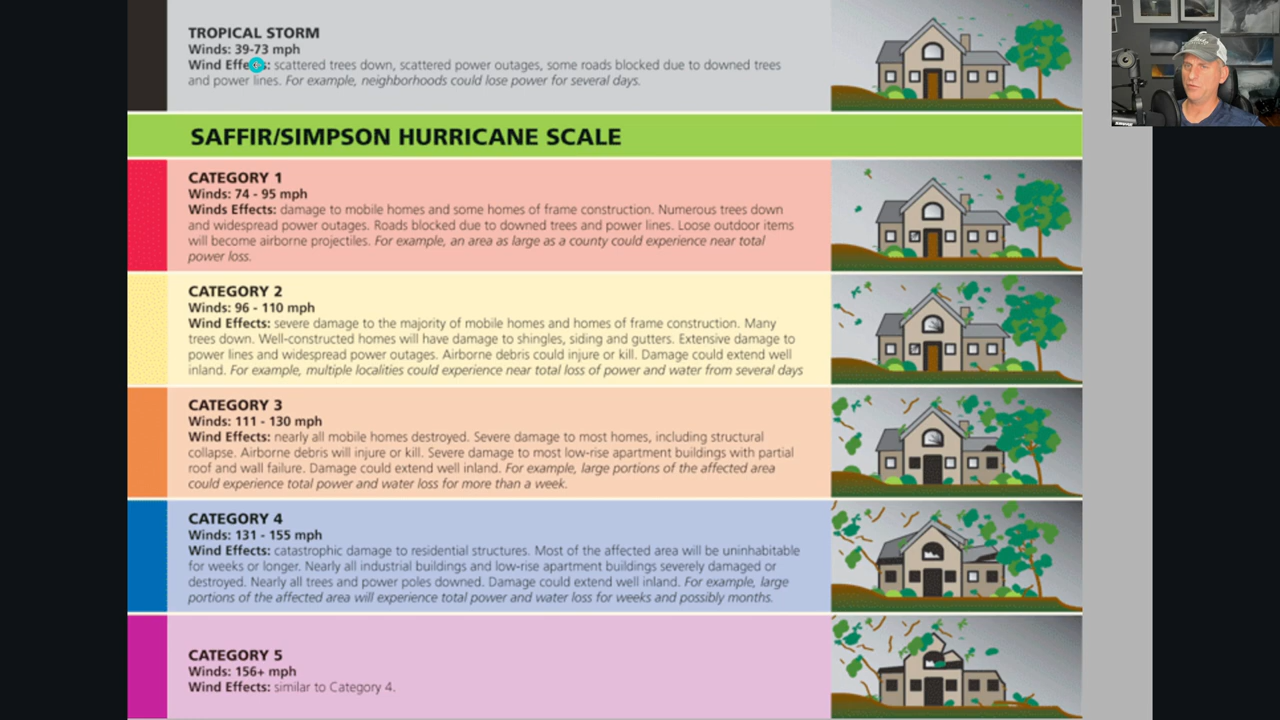 TROPICAL STORM
Winds: 39-73 mph
Wind Effects: scattered trees down, scattered power outages, some roads blocked due to downed trees
and power lines. For example, neighborhoods could lose power for several days.
SAFFIR/SIMPSON HURRICANE SCALE
CATEGORY 1
Winds: 74 - 95 mph
Winds Effects: damage to mobile homes and some homes of frame construction. Numerous trees down
and widespread power outages. Roads blocked due to downed trees and power lines. Loose outdoor items
will become airborne projectiles. For example, an area as large as a county could experience near total
power loss.
CATEGORY 2
Winds: 96 - 110 mph
Wind Effects: severe damage to the majority of mobile homes and homes of frame construction. Many
trees down. Well-constructed homes will have damage to shingles, siding and gutters. Extensive damage to
power lines and widespread power outages. Airborne debris could injure or kill. Damage could extend well
inland. For example, multiple localities could experience near total loss of power and water from several days
CATEGORY 3
Winds: 111 - 130 mph
Wind Effects: nearly all mobile homes destroyed. Severe damage to most homes, including structural
collapse. Airborne debris will injure or kill. Severe damage to most low-rise apartment buildings with partial
roof and wall failure. Damage could extend well inland. For example, large portions of the affected area
could experience total power and water loss for more than a week.
CATEGORY 4
Winds: 131 - 155 mph
Wind Effects: catastrophic damage to residential structures. Most of the affected area will be uninhabitable
for weeks or longer. Nearly all industrial buildings and low-rise apartment buildings severely damaged or
destroyed. Nearly all trees and power poles downed. Damage could extend well inland. For example, large
portions of the affected area will experience total power and water loss for weeks and possibly months.
CATEGORY 5
Winds: 156+ mph
Wind Effects: similar to Category 4.